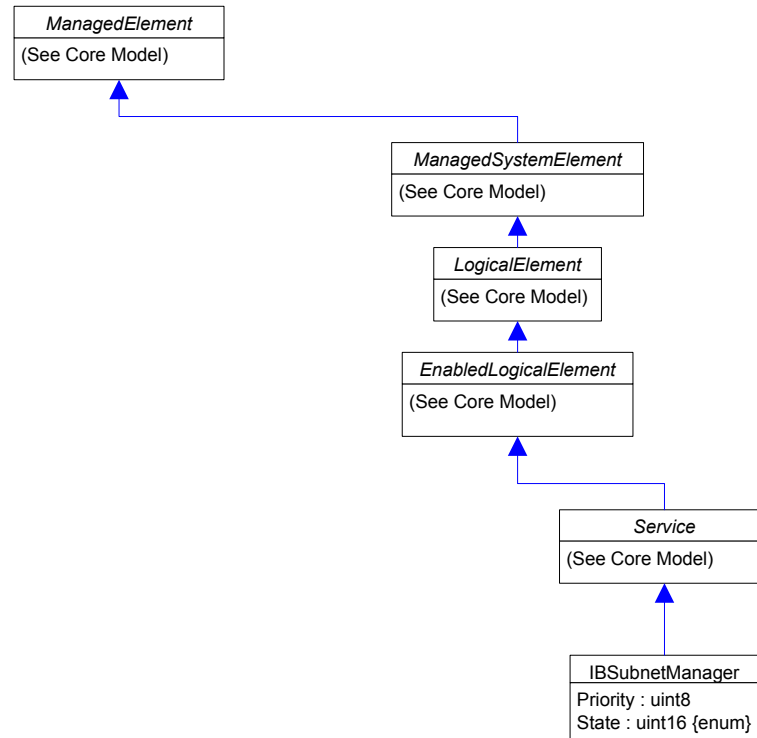 ManagedElement
(See Core Model)
ManagedSystemElement
(See Core Model)
LogicalElement
(See Core Model)
EnabledLogicalElement
(See Core Model)
Service
(See Core Model)
IBSubnetManager
Priority : uint8
State : uint16 {enum}